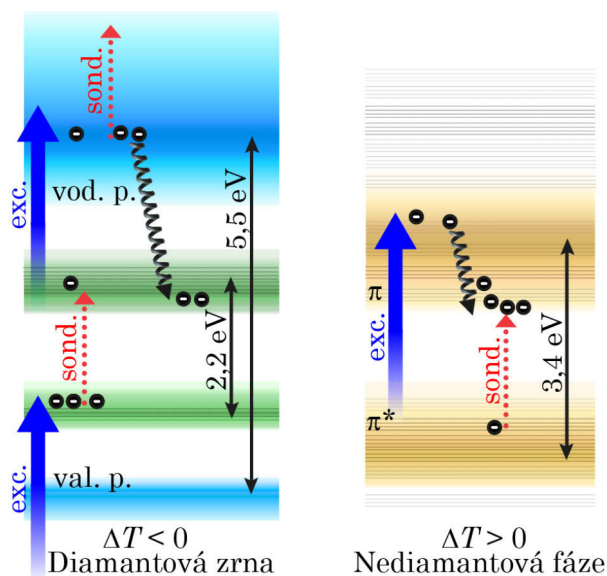 sond.
exc.
vod. p.
5,5 eV
sond.
2,2 eV
exc.
val. p.
ΔT < 0
Diamantová zrna
π
exc.
sond.
3,4 eV
π*
ΔT > 0
Nediamantová fáze